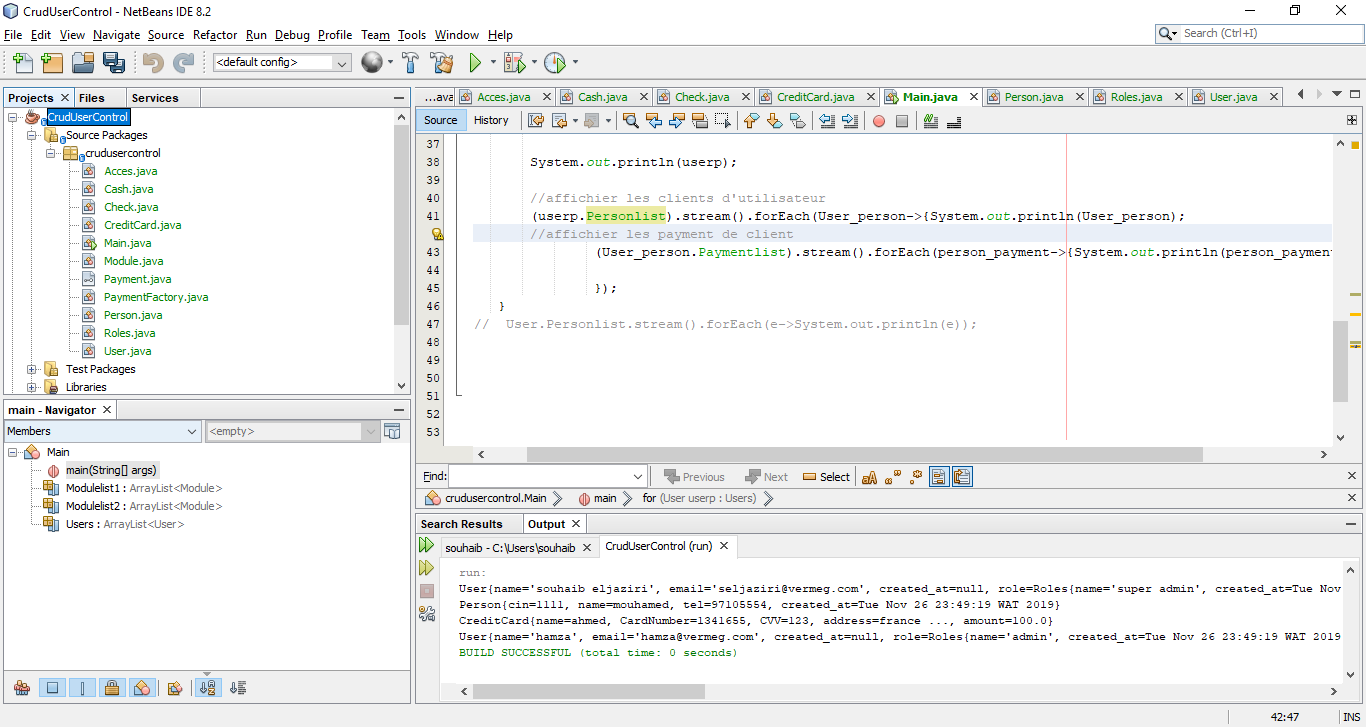 CrudUserControl - NetBeans IDE 8.2
File Edit View Navigate Source Refactor Run Debug Profile Team Tools Window Help
Search (Ctrl+I)
<default config>
Projects Files Services
CrudUserControl
Source Packages
crudusercontrol
Acces.java
Cash.java
Check.java
CreditCard.java
Main.java
Module.java
Payment.java
PaymentFactory.java
Person.java
Roles.java
User.java
Test Packages
Libraries
main - Navigator
Members <empty>
Main
main(String[] args)
Modulelist1 : ArrayList<Module>
Modulelist2 : ArrayList<Module>
Users : ArrayList<User>
...ava Acces.java Cash.java Check.java CreditCard.java Main.java Person.java Roles.java User.java
Source History
37
38 System.out.println(userp);
39
40 //affichier les clients d'utilisateur
41 (userp.Personlist).stream().forEach(User_person->{System.out.println(User_person);
//affichier les payment de client
43 (User_person.Paymentlist).stream().forEach(person_payment->{System.out.println(person_payment
44
45 });
46 }
47 // User.Personlist.stream().forEach(e->System.out.println(e));
48
49
50
51
52
53
Find: Previous Next Select
crudusercontrol.Main main for (User userp : Users)
Search Results Output
souhaib - C:\Users\souhaib CrudUserControl (run)
run:
User{name='souhaib eljaziri', email='seljaziri@vermeg.com', created_at=null, role=Roles{name='super admin', created_at=Tue Nov
Person{cin=1111, name=mouhamed, tel=97105554, created_at=Tue Nov 26 23:49:19 WAT 2019}
CreditCard{name=ahmed, CardNumber=1341655, CVV=123, address=france ..., amount=100.0}
User{name='hamza', email='hamza@vermeg.com', created_at=null, role=Roles{name='admin', created_at=Tue Nov 26 23:49:19 WAT 2019
BUILD SUCCESSFUL (total time: 0 seconds)
42:47 INS